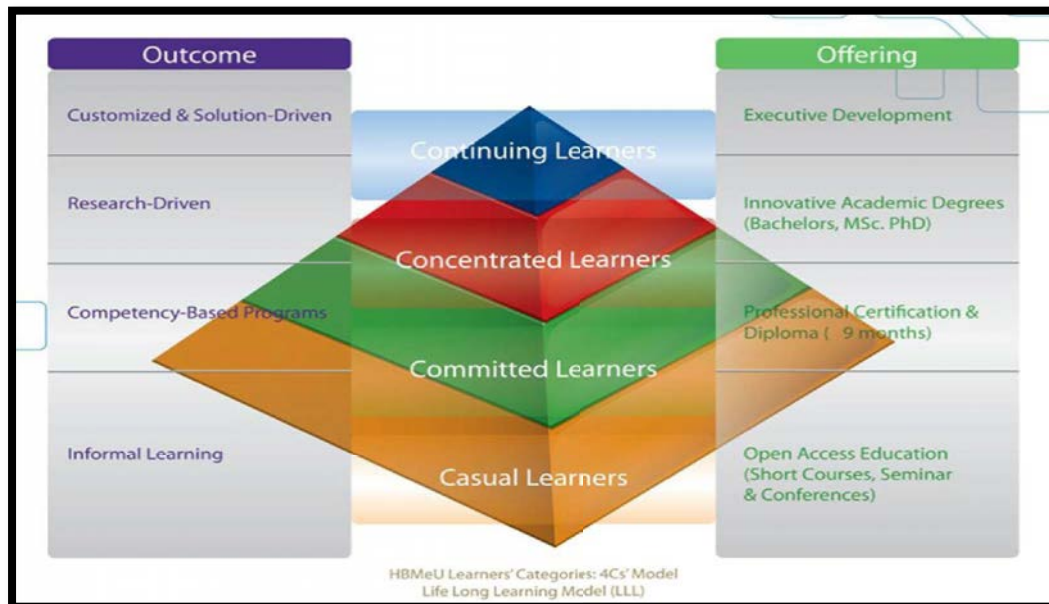 Outcome
Offering
Customized & Solution-Driven
Continuing Learners
Executive Development
Research-Driven
Concentrated Learners
Innovative Academic Degrees
(Bachelors, MSc. PhD)
Competency-Based Programs
Committed Learners
Professional Certification &
Diploma ( 9 months)
Informal Learning
Casual Learners
Open Access Education
(Short Courses, Seminar
& Conferences)
HBMeU Learners' Categories: 4Cs' Model
Life Long Learning Model (LLL)